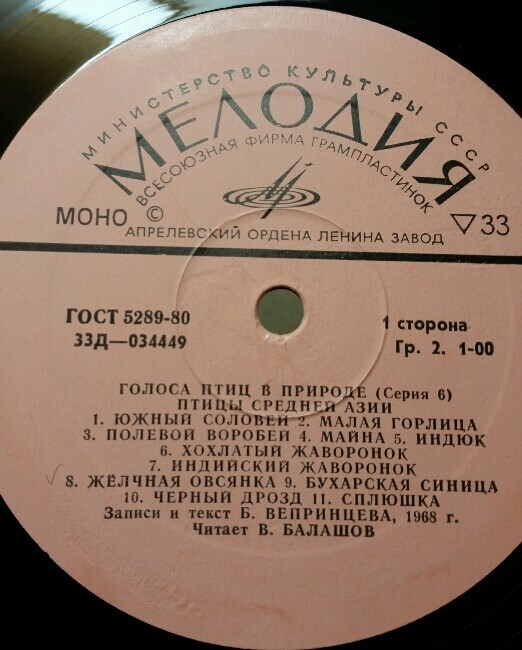 МИНИСТЕРСТВО КУЛЬТУРЫ СССР
МЕЛОДИЯ
ВСЕСОЮЗНАЯ ФИРМА ГРАМПЛАСТИНОК
МОНО ©
33
АПРЕЛЕВСКИЙ ОРДЕНА ЛЕНИНА ЗАВОД
ГОСТ 5289-80
1 сторона
33Д—034449
Гр. 2. 1-00
ГОЛОСА ПТИЦ В ПРИРОДЕ (Серия 6)
ПТИЦЫ СРЕДНЕЙ АЗИИ
1. ЮЖНЫЙ СОЛОВЕЙ 2. МАЛАЯ ГОРЛИЦА
3. ПОЛЕВОЙ ВОРОБЕЙ 4. МАЙНА 5. ИНДЮК
6. ХОХЛАТЫЙ ЖАВОРОНОК
7. ИНДИЙСКИЙ ЖАВОРОНОК
8. ЖЁЛЧНАЯ ОВСЯНКА 9. БУХАРСКАЯ СИНИЦА
10. ЧЕРНЫЙ ДРОЗД 11. СПЛЮШКА
Записи и текст Б. ВЕПРИНЦЕВА, 1968 г.
Читает В. БАЛАШОВ